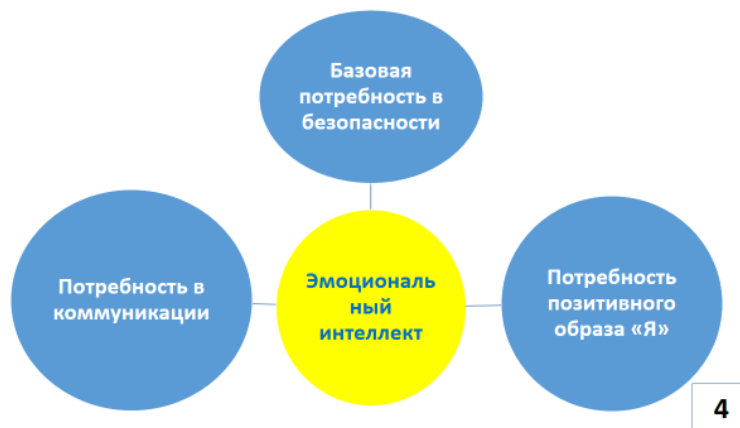 Базовая
потребность в
безопасности
Потребность в
коммуникации
Эмоциональ
ный
интеллект
Потребность
позитивного
образа «Я»
4